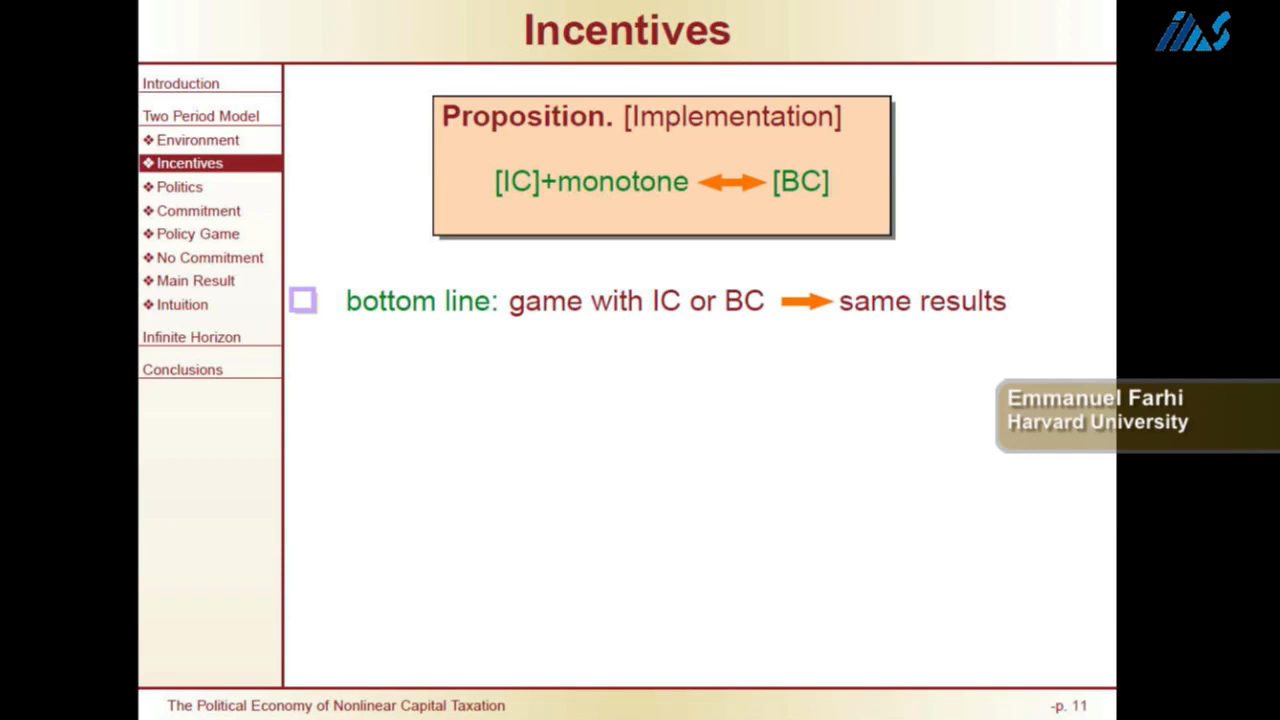 Incentives
Introduction
Two Period Model
❖ Environment
❖ Incentives
❖ Politics
❖ Commitment
❖ Policy Game
❖ No Commitment
❖ Main Result
❖ Intuition
Infinite Horizon
Conclusions
Proposition. [Implementation]
[IC]+monotone ↔ [BC]
❑ bottom line: game with IC or BC → same results
Emmanuel Farhi
Harvard University
The Political Economy of Nonlinear Capital Taxation
-p. 11